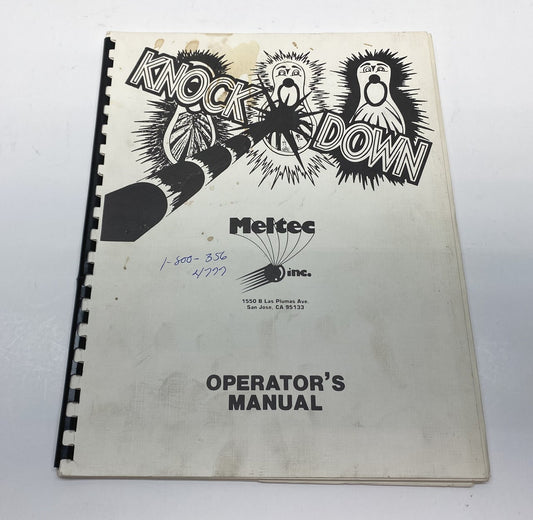 KNOCK
DOWN
Meltec
inc.
1-800-356
4777
1550 B Las Plumas Ave.
San Jose, CA 95133
OPERATOR'S
MANUAL